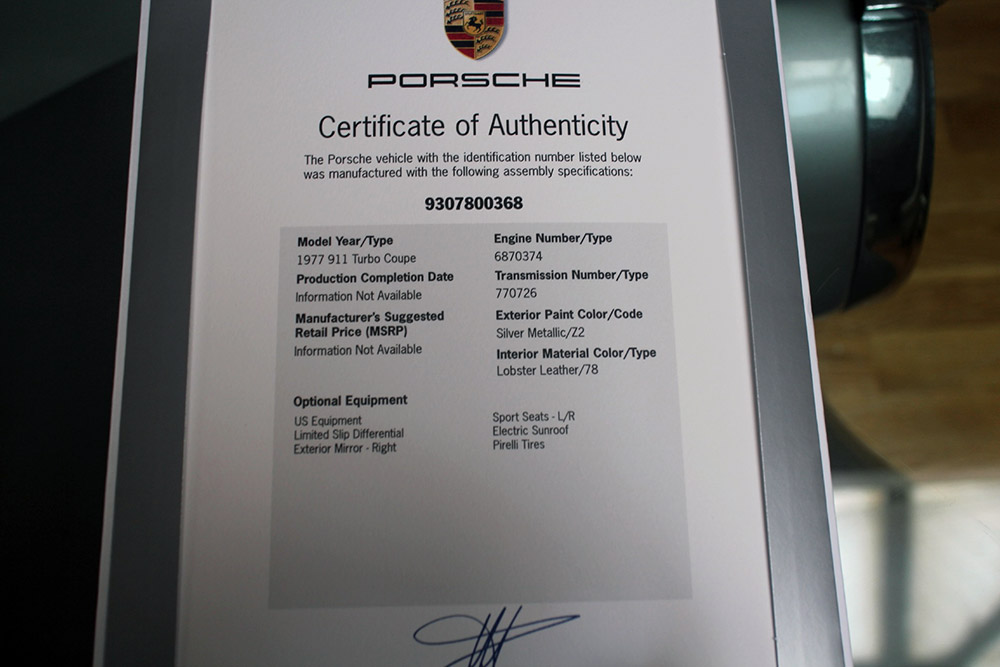 PORSCHE
Certificate of Authenticity
The Porsche vehicle with the identification number listed below
was manufactured with the following assembly specifications:
9307800368
Model Year/Type
1977 911 Turbo Coupe
Production Completion Date
Information Not Available
Manufacturer's Suggested
Retail Price (MSRP)
Information Not Available
Engine Number/Type
6870374
Transmission Number/Type
770726
Exterior Paint Color/Code
Silver Metallic/Z2
Interior Material Color/Type
Lobster Leather/78
Optional Equipment
US Equipment
Limited Slip Differential
Exterior Mirror - Right
Sport Seats - L/R
Electric Sunroof
Pirelli Tires